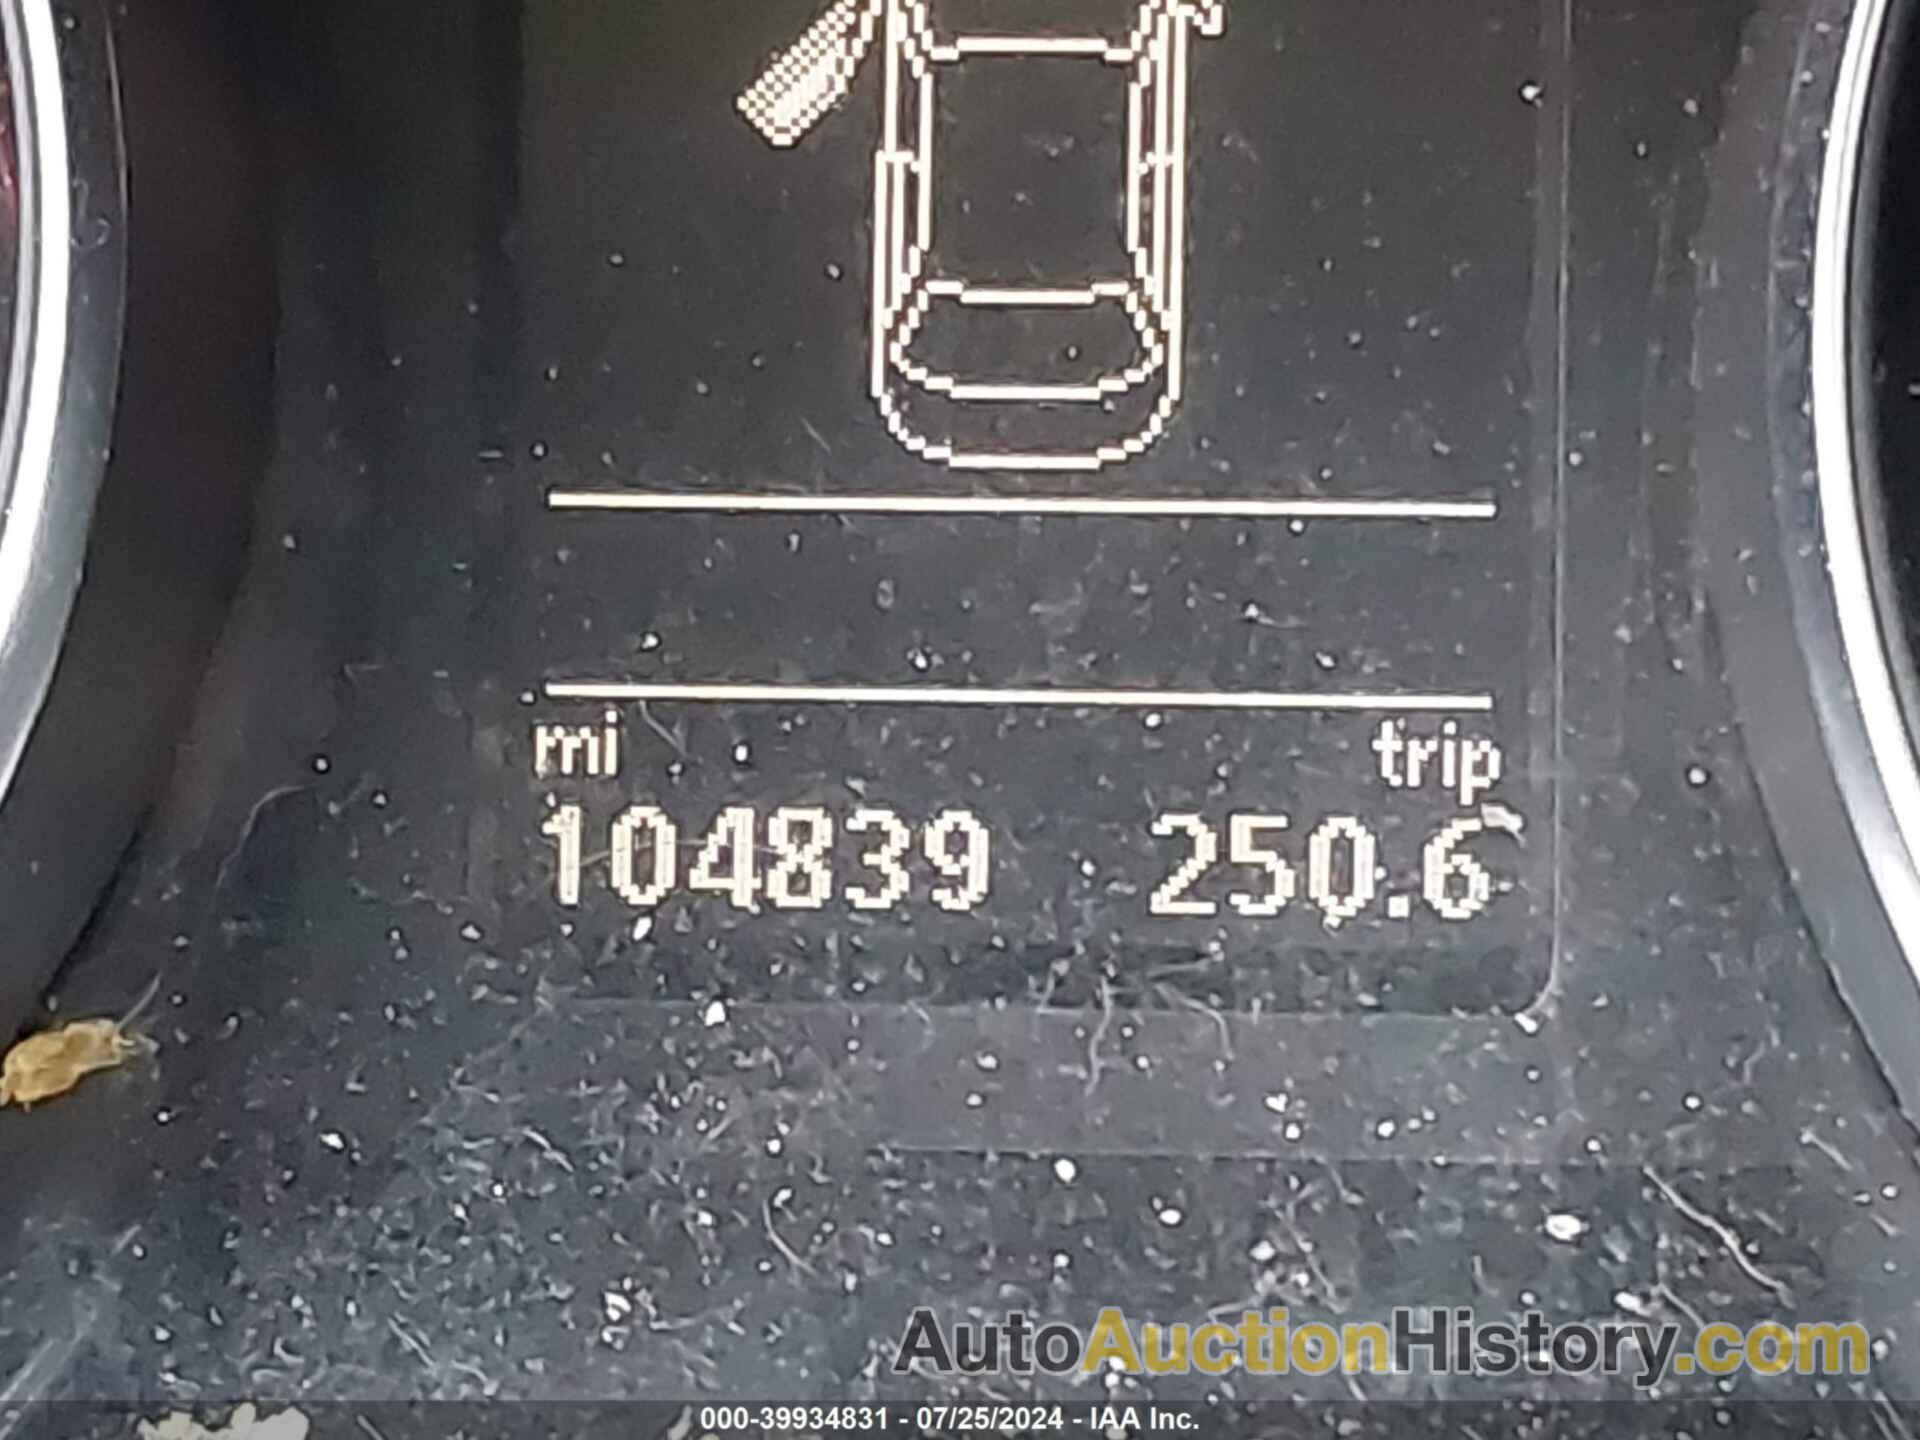 mi trip
104839 250.6
AutoAuctionHistory.com
000-39934831 - 07/25/2024 - IAA Inc.